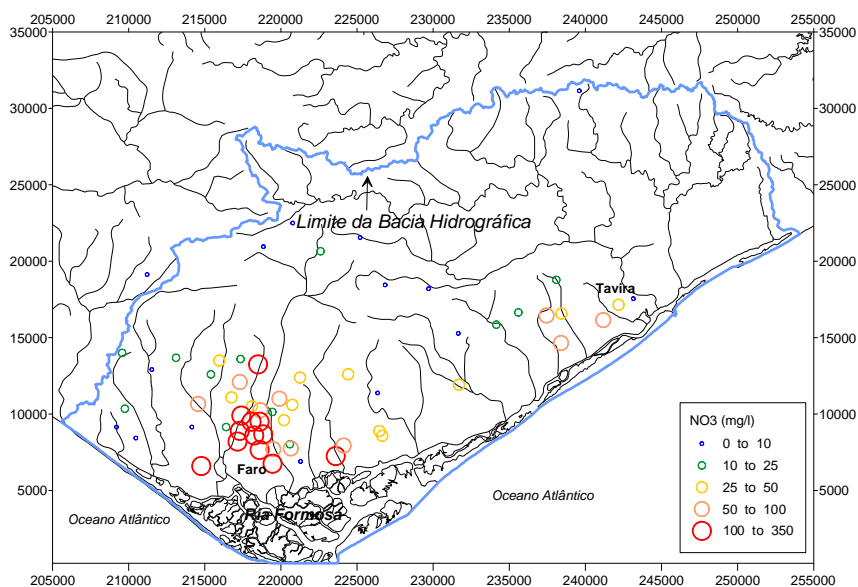 205000 210000 215000 220000 225000 230000 235000 240000 245000 250000 255000
35000 35000
30000 30000
25000 25000
Limite da Bacia Hidrográfica
20000 20000
Tavira
15000 15000
10000 10000
NO3 (mg/l)
0 to 10
10 to 25
25 to 50
50 to 100
100 to 350
Faro
5000 5000
Oceano Atlântico
Ria Formosa
Oceano Atlântico
205000 210000 215000 220000 225000 230000 235000 240000 245000 250000 255000